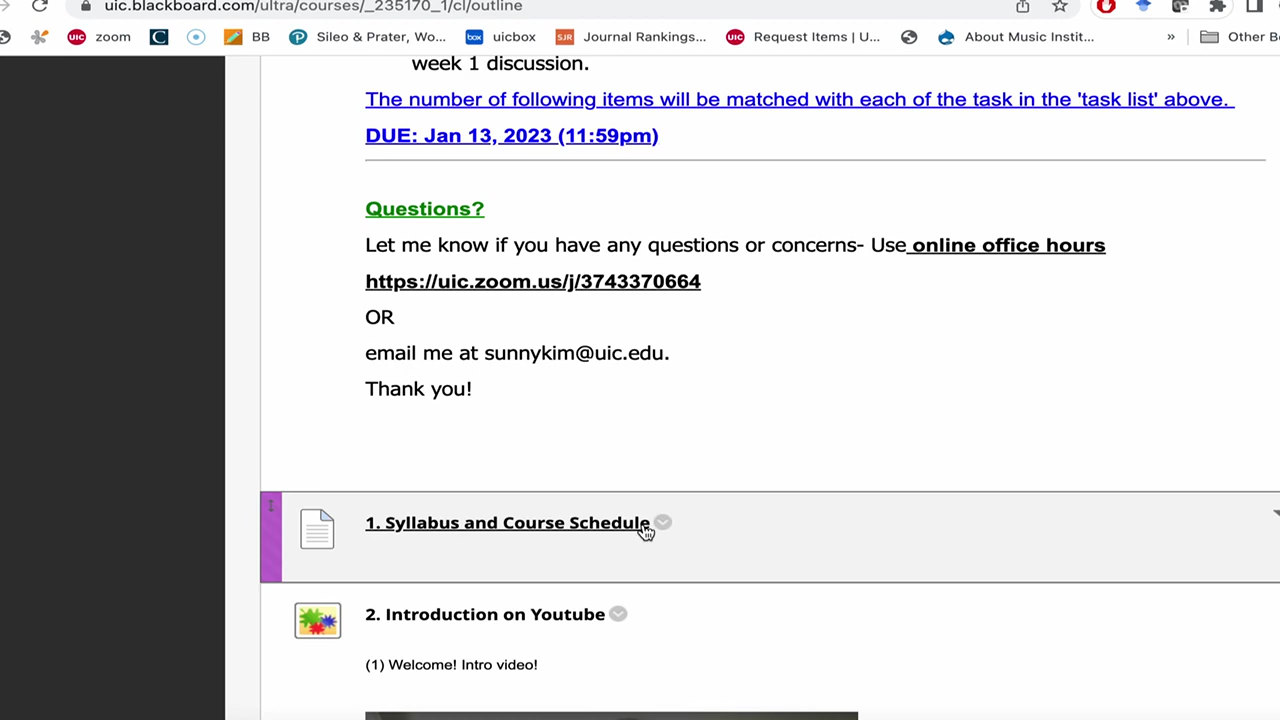 uic.blackboard.com/ultra/courses/_235170_1/cl/outline
UIC zoom C BB P Sileo & Prater, Wo... box uicbox SJR Journal Rankings... UIC Request Items | U... About Music Instit... » Other B
week 1 discussion.
The number of following items will be matched with each of the task in the 'task list' above.
DUE: Jan 13, 2023 (11:59pm)
Questions?
Let me know if you have any questions or concerns- Use online office hours
https://uic.zoom.us/j/3743370664
OR
email me at sunnykim@uic.edu.
Thank you!
1. Syllabus and Course Schedule
2. Introduction on Youtube
(1) Welcome! Intro video!